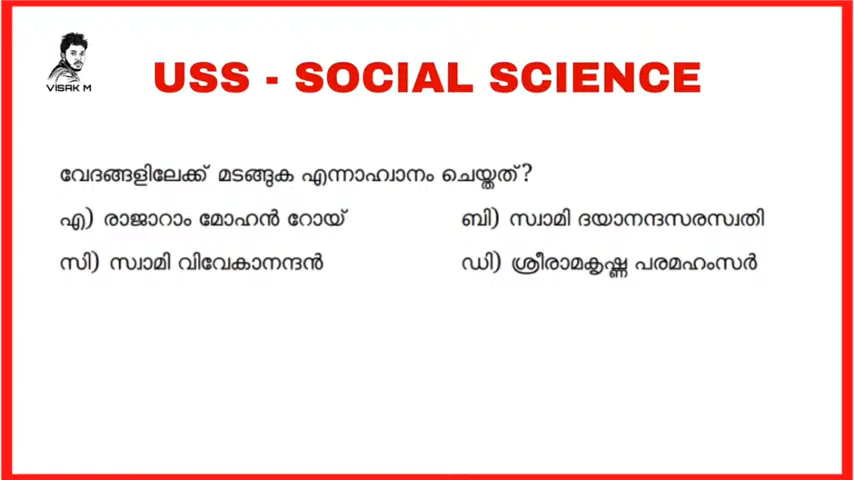 VISAK M
USS - SOCIAL SCIENCE
വേദങ്ങളിലേക്ക് മടങ്ങുക എന്നാഹ്വാനം ചെയ്തത്?
എ) രാജാറാം മോഹൻ റോയ് ബി) സ്വാമി ദയാനന്ദസരസ്വതി
സി) സ്വാമി വിവേകാനന്ദൻ ഡി) ശ്രീരാമകൃഷ്ണ പരമഹംസർ